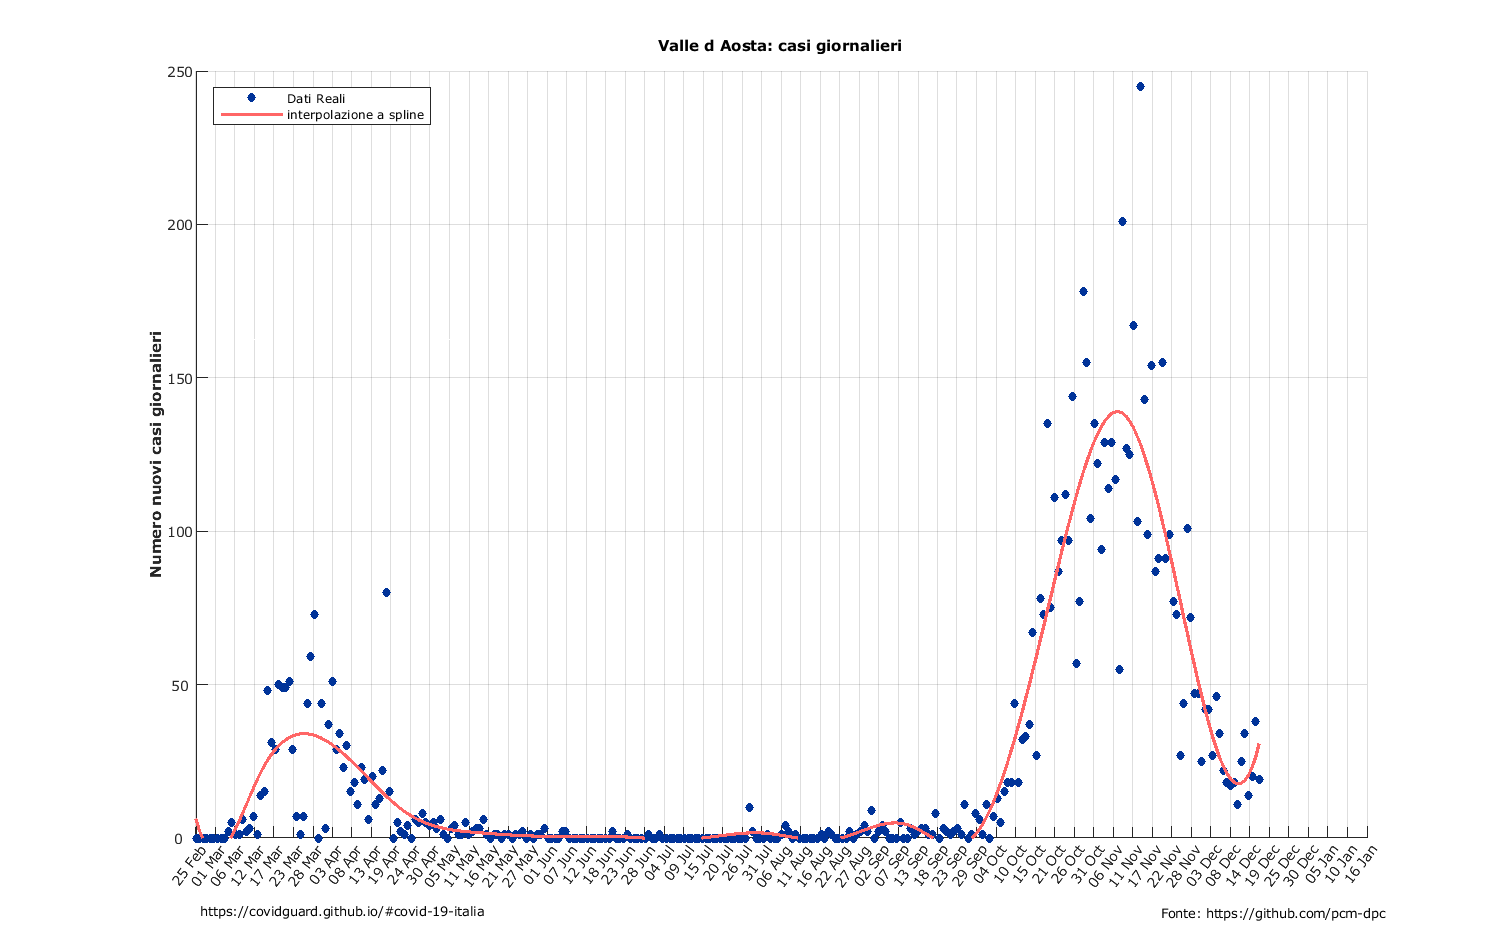 Valle d Aosta: casi giornalieri
Dati Reali
interpolazione a spline
Numero nuovi casi giornalieri
250
200
150
100
50
0
25 Feb
01 Mar
06 Mar
12 Mar
17 Mar
23 Mar
28 Mar
03 Apr
08 Apr
13 Apr
19 Apr
24 Apr
30 Apr
05 May
11 May
16 May
21 May
27 May
01 Jun
07 Jun
12 Jun
18 Jun
23 Jun
28 Jun
04 Jul
09 Jul
15 Jul
20 Jul
26 Jul
31 Jul
06 Aug
11 Aug
16 Aug
22 Aug
27 Aug
02 Sep
07 Sep
13 Sep
18 Sep
23 Sep
29 Sep
04 Oct
10 Oct
15 Oct
21 Oct
26 Oct
31 Oct
06 Nov
11 Nov
17 Nov
22 Nov
28 Nov
03 Dec
08 Dec
14 Dec
19 Dec
25 Dec
30 Dec
05 Jan
10 Jan
16 Jan
https://covidguard.github.io/#covid-19-italia
Fonte: https://github.com/pcm-dpc